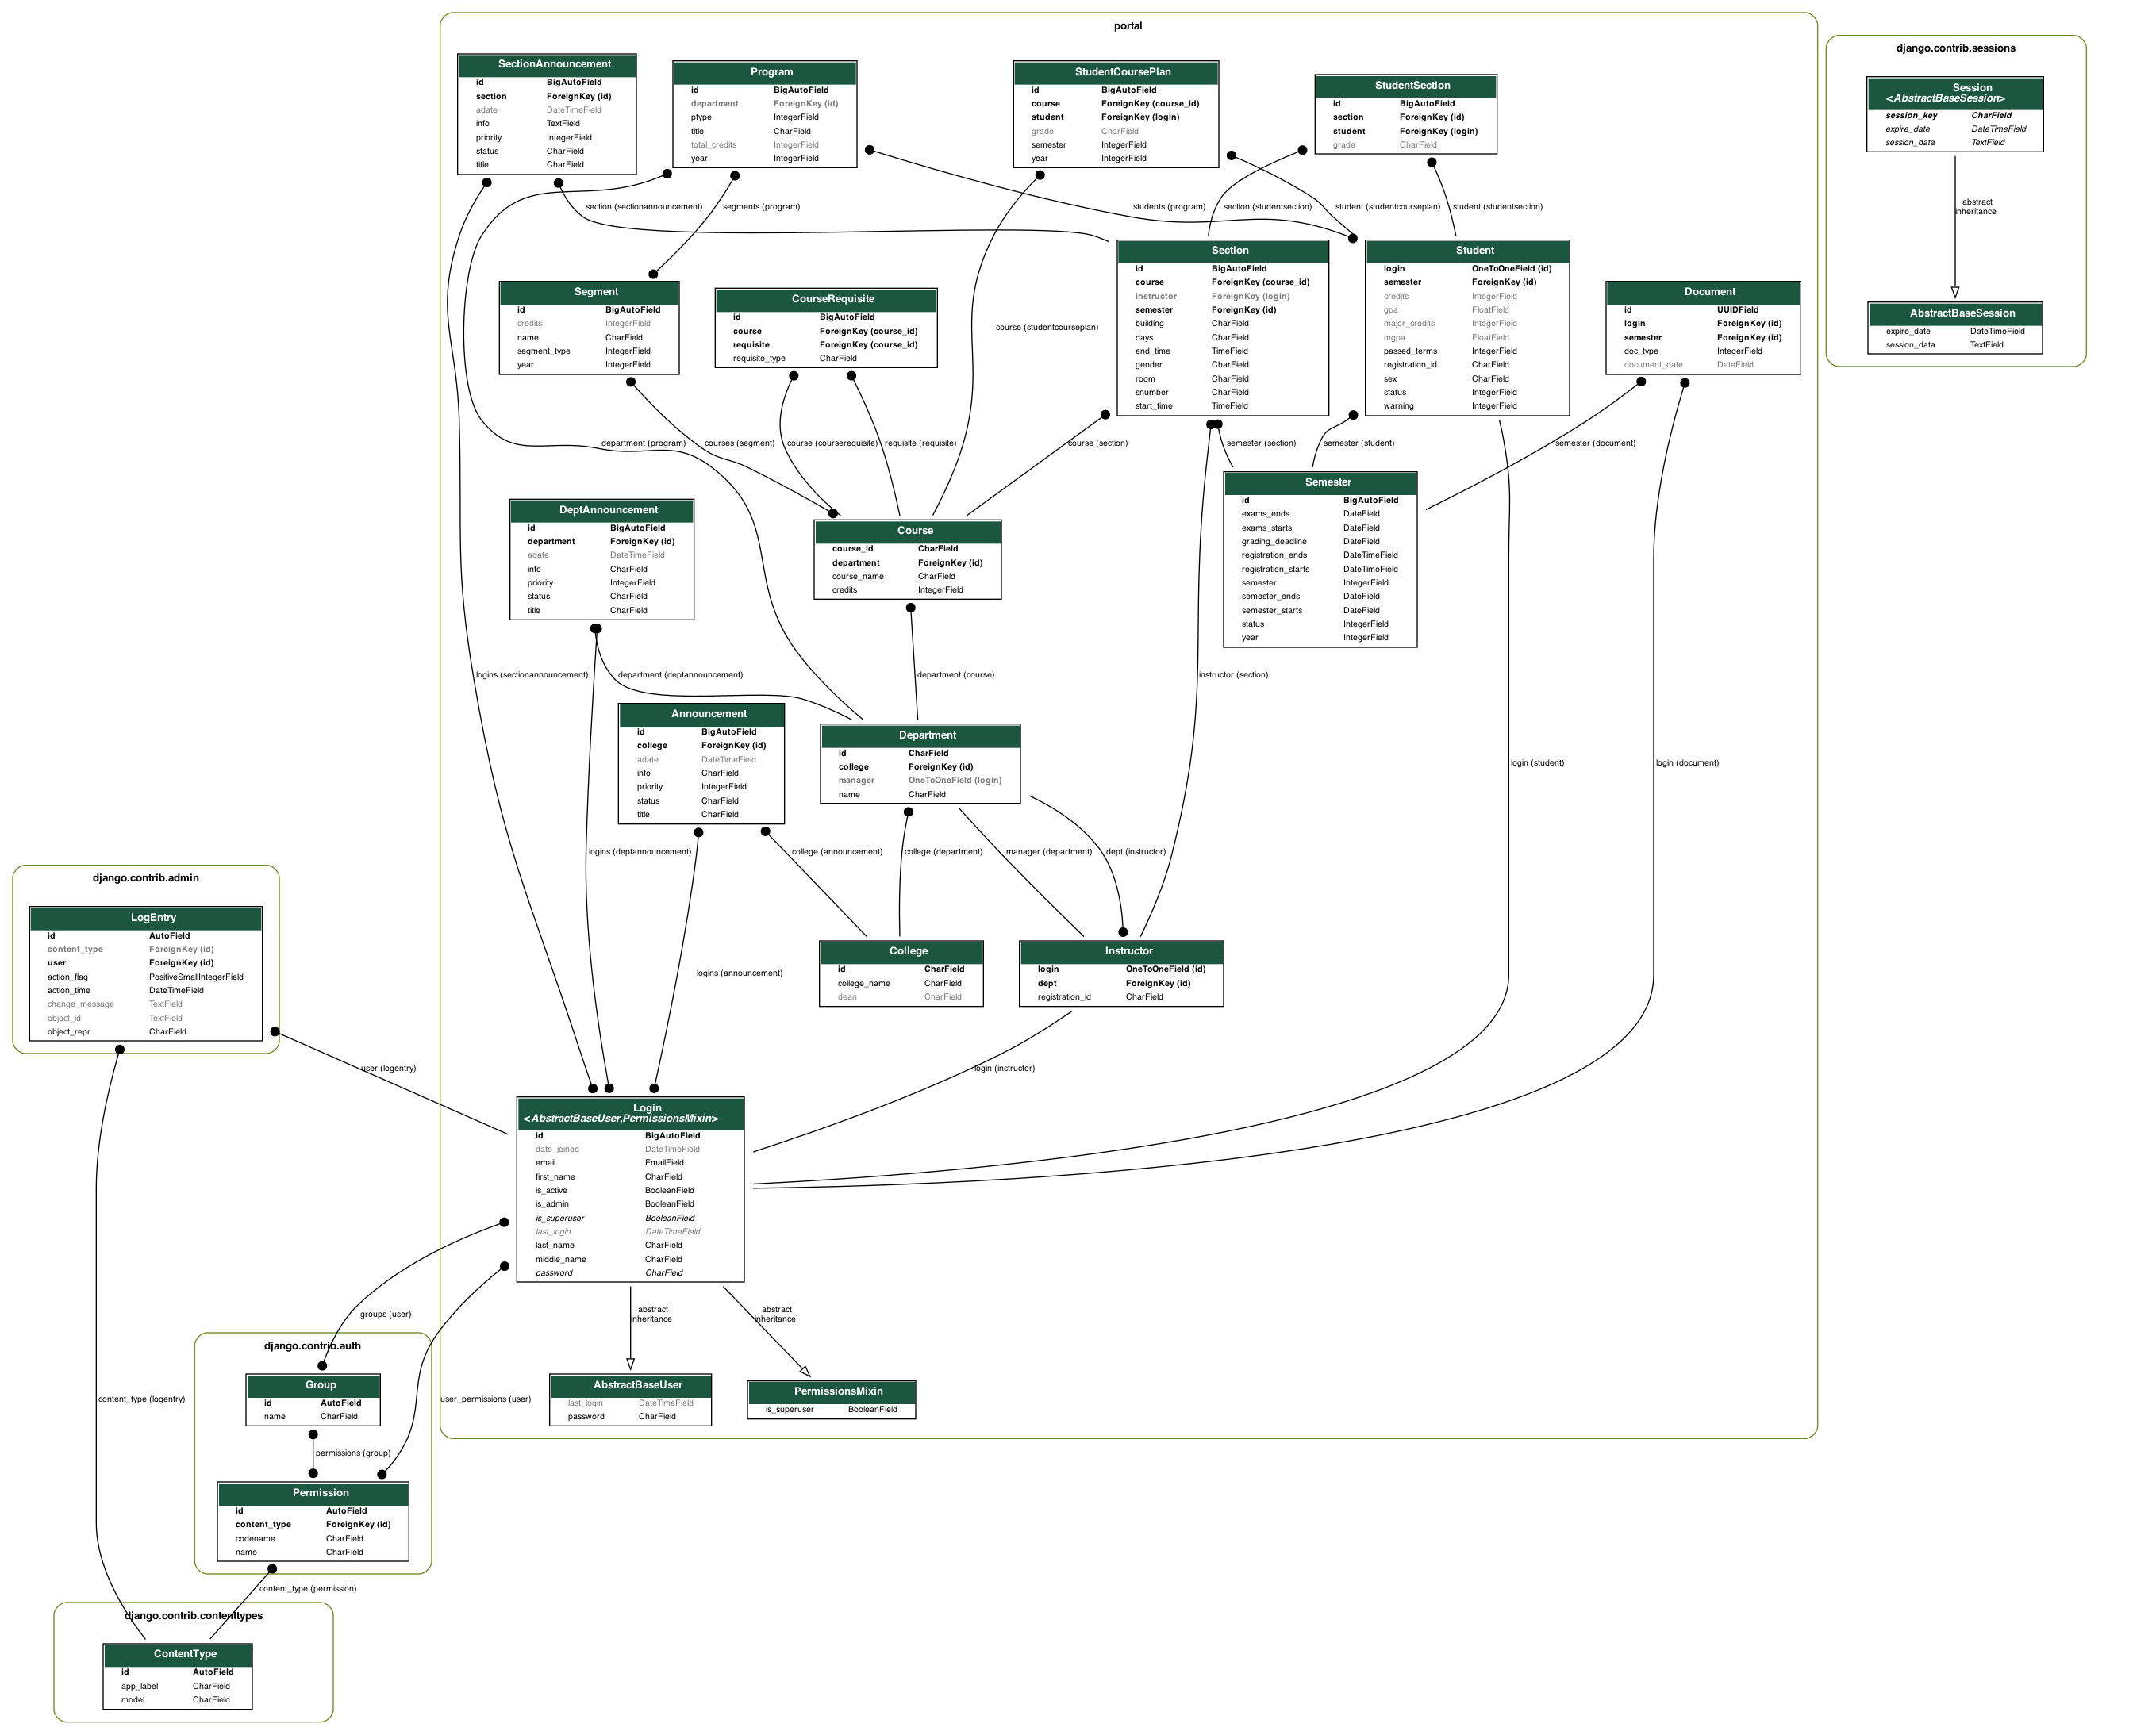 portal
SectionAnnouncement
id BigAutoField
section ForeignKey (id)
adate DateTimeField
info TextField
priority IntegerField
status CharField
title CharField
Program
id BigAutoField
department ForeignKey (id)
ptype IntegerField
title CharField
total_credits IntegerField
year IntegerField
StudentCoursePlan
id BigAutoField
course ForeignKey (course_id)
student ForeignKey (login)
grade CharField
semester IntegerField
year IntegerField
StudentSection
id BigAutoField
section ForeignKey (id)
student ForeignKey (login)
grade CharField
django.contrib.sessions
Session
<AbstractBaseSession>
session_key CharField
expire_date DateTimeField
session_data TextField
abstract
inheritance
AbstractBaseSession
expire_date DateTimeField
session_data TextField
section (sectionannouncement)
segments (program)
students (program)
section (studentsection)
student (studentcourseplan)
student (studentsection)
Segment
id BigAutoField
credits IntegerField
name CharField
segment_type IntegerField
year IntegerField
CourseRequisite
id BigAutoField
course ForeignKey (course_id)
requisite ForeignKey (course_id)
requisite_type CharField
course (studentcourseplan)
Section
id BigAutoField
course ForeignKey (course_id)
instructor ForeignKey (login)
semester ForeignKey (id)
building CharField
days CharField
end_time TimeField
gender CharField
room CharField
snumber CharField
start_time TimeField
Student
login OneToOneField (id)
semester ForeignKey (id)
credits IntegerField
gpa FloatField
major_credits IntegerField
mgpa FloatField
passed_terms IntegerField
registration_id CharField
sex CharField
status IntegerField
warning IntegerField
Document
id UUIDField
login ForeignKey (id)
semester ForeignKey (id)
doc_type IntegerField
document_date DateField
department (program)
courses (segment)
course (courserequisite)
requisite (requisite)
course (section)
semester (section)
semester (student)
semester (document)
DeptAnnouncement
id BigAutoField
department ForeignKey (id)
adate DateTimeField
info CharField
priority IntegerField
status CharField
title CharField
Course
course_id CharField
department ForeignKey (id)
course_name CharField
credits IntegerField
Semester
id BigAutoField
exams_ends DateField
exams_starts DateField
grading_deadline DateField
registration_ends DateTimeField
registration_starts DateTimeField
semester IntegerField
semester_ends DateField
semester_starts DateField
status IntegerField
year IntegerField
logins (sectionannouncement)
department (deptannouncement)
department (course)
instructor (section)
Announcement
id BigAutoField
college ForeignKey (id)
adate DateTimeField
info CharField
priority IntegerField
status CharField
title CharField
Department
id CharField
college ForeignKey (id)
manager OneToOneField (login)
name CharField
login (student)
login (document)
logins (deptannouncement)
college (announcement)
college (department)
manager (department)
dept (instructor)
django.contrib.admin
LogEntry
id AutoField
content_type ForeignKey (id)
user ForeignKey (id)
action_flag PositiveSmallIntegerField
action_time DateTimeField
change_message TextField
object_id TextField
object_repr CharField
logins (announcement)
College
id CharField
college_name CharField
dean CharField
Instructor
login OneToOneField (id)
dept ForeignKey (id)
registration_id CharField
user (logentry)
login (instructor)
Login
<AbstractBaseUser,PermissionsMixin>
id BigAutoField
date_joined DateTimeField
email EmailField
first_name CharField
is_active BooleanField
is_admin BooleanField
is_superuser BooleanField
last_login DateTimeField
last_name CharField
middle_name CharField
password CharField
groups (user)
abstract
inheritance
abstract
inheritance
django.contrib.auth
Group
id AutoField
name CharField
content_type (logentry)
user_permissions (user)
AbstractBaseUser
last_login DateTimeField
password CharField
PermissionsMixin
is_superuser BooleanField
permissions (group)
Permission
id AutoField
content_type ForeignKey (id)
codename CharField
name CharField
content_type (permission)
django.contrib.contenttypes
ContentType
id AutoField
app_label CharField
model CharField